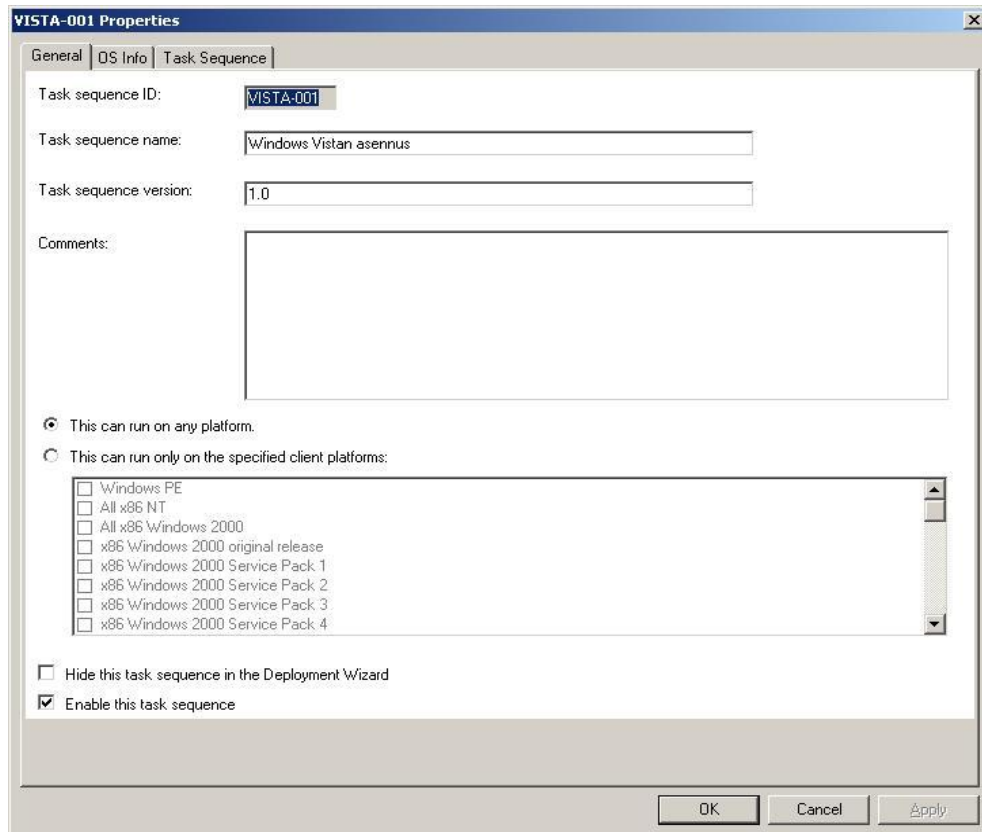 VISTA-001 Properties
General OS Info Task Sequence
Task sequence ID: VISTA-001
Task sequence name: Windows Vistan asennus
Task sequence version: 1.0
Comments:
This can run on any platform.
This can run only on the specified client platforms:
Windows PE
All x86 NT
All x86 Windows 2000
x86 Windows 2000 original release
x86 Windows 2000 Service Pack 1
x86 Windows 2000 Service Pack 2
x86 Windows 2000 Service Pack 3
x86 Windows 2000 Service Pack 4
Hide this task sequence in the Deployment Wizard
Enable this task sequence
OK Cancel Apply